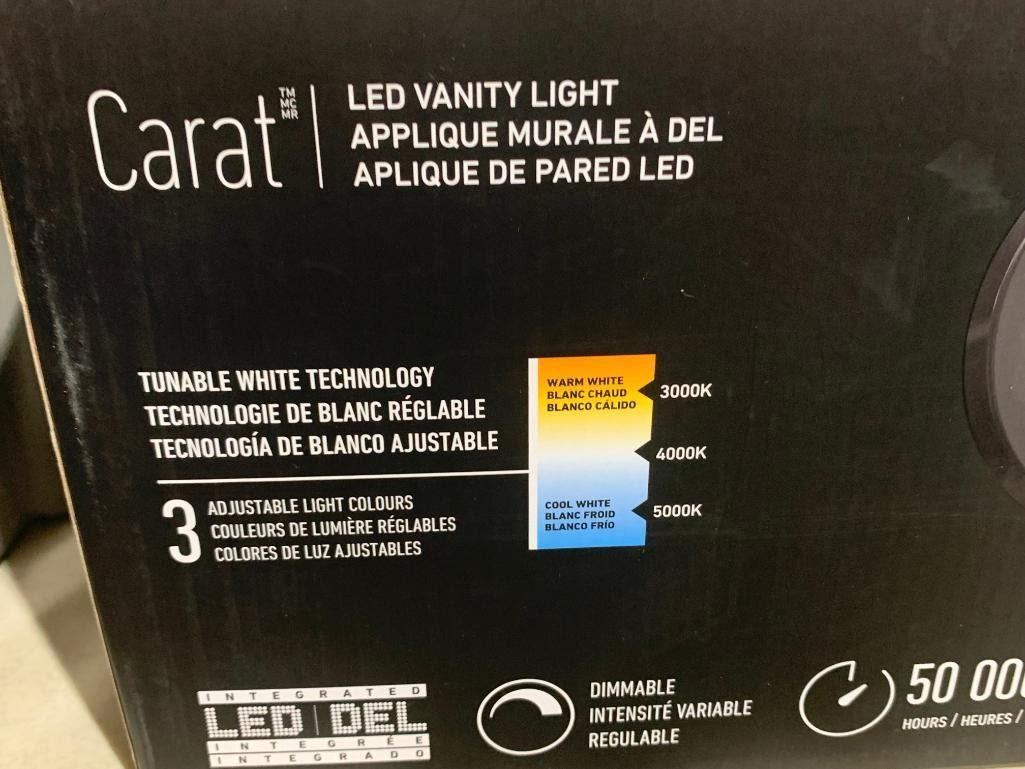 Carat TM MC MR
LED VANITY LIGHT
APPLIQUE MURALE À DEL
APLIQUE DE PARED LED
TUNABLE WHITE TECHNOLOGY
TECHNOLOGIE DE BLANC RÉGLABLE
TECNOLOGÍA DE BLANCO AJUSTABLE
3
ADJUSTABLE LIGHT COLOURS
COULEURS DE LUMIÈRE RÉGLABLES
COLORES DE LUZ AJUSTABLES
WARM WHITE
BLANC CHAUD
BLANCO CÁLIDO
3000K
4000K
COOL WHITE
BLANC FROID
BLANCO FRÍO
5000K
INTEGRATED
LED | DEL
INTEGRÉE
INTEGRADO
DIMMABLE
INTENSITÉ VARIABLE
REGULABLE
50 00
HOURS / HEURES /